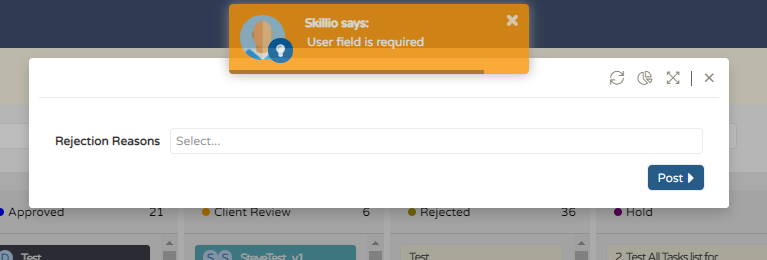 Skillio says:
User field is required
Rejection Reasons
Select...
Post
Approved 21
Client Review 6
Rejected 36
Hold
D Test
S S SteveTest_v1
Test
2. Test All Tasks list for